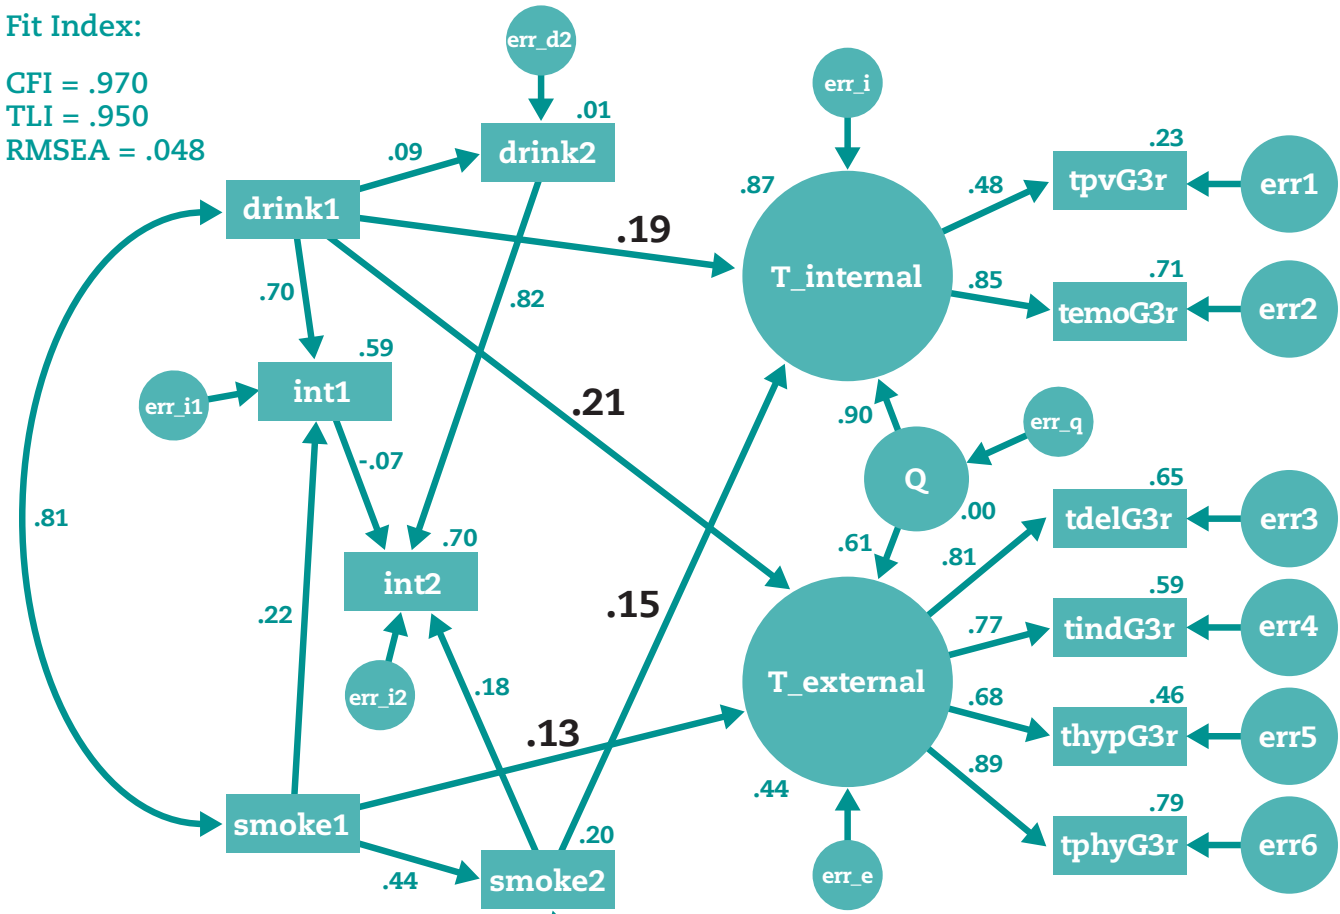 Fit Index:
CFI = .970
TLI = .950
RMSEA = .048
err_d2
.01
drink2
.09
drink1
.19
.70
.82
.59
int1
err_i1
-.07
.21
.81
.22
.70
int2
err_i2
.18
.15
.13
smoke1
.44
.20
smoke2
err_i
.87
T_internal
.48
.23
tpvG3r
err1
.85
.71
temoG3r
err2
.90
err_q
Q
.00
.61
T_external
.44
err_e
.81
.65
tdelG3r
err3
.77
.59
tindG3r
err4
.68
.46
thypG3r
err5
.89
.79
tphyG3r
err6